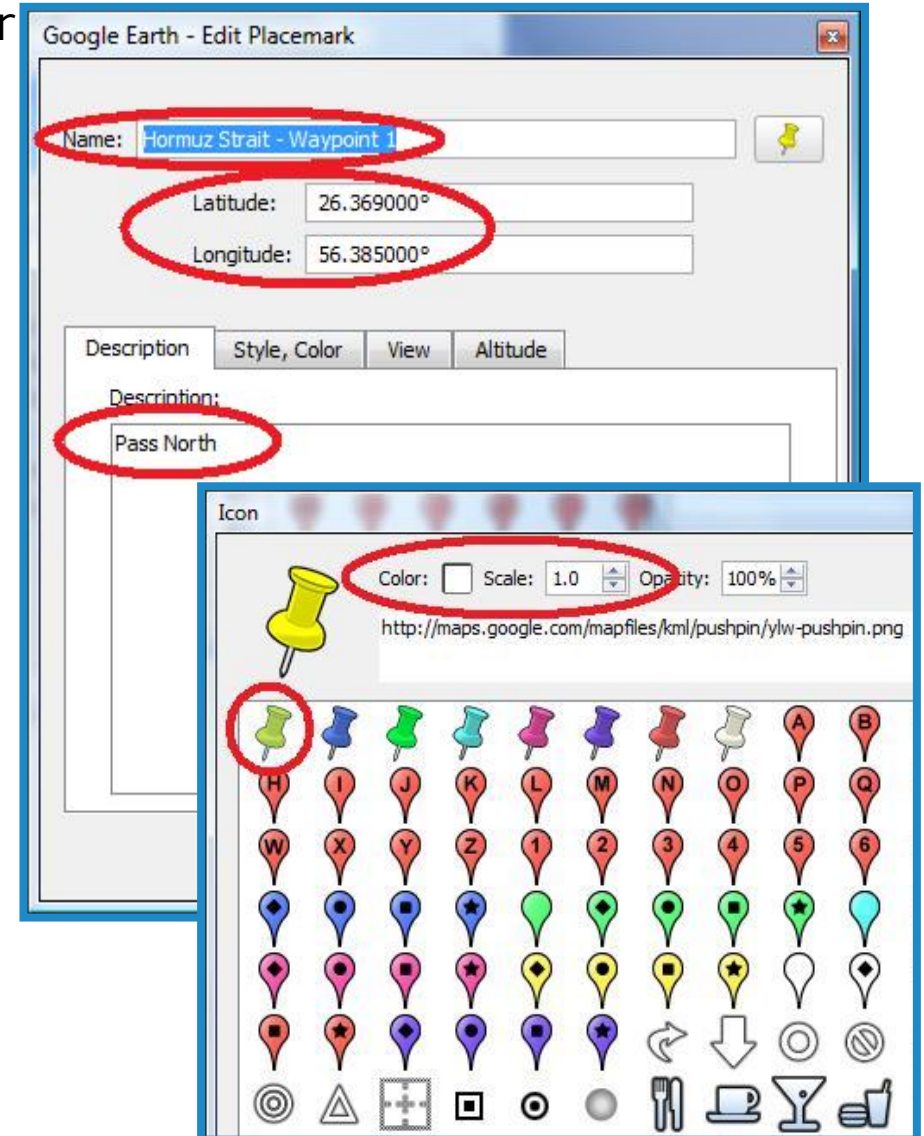 r
Google Earth - Edit Placemark
Name: Hormuz Strait - Waypoint 1
Latitude: 26.369000°
Longitude: 56.385000°
Description Style, Color View Altitude
Description:
Pass North
Icon
Color: Scale: 1.0 Opacity: 100%
http://maps.google.com/mapfiles/kml/pushpin/ylw-pushpin.png
A B
H I J K L M N O P Q
W X Y Z 1 2 3 4 5 6